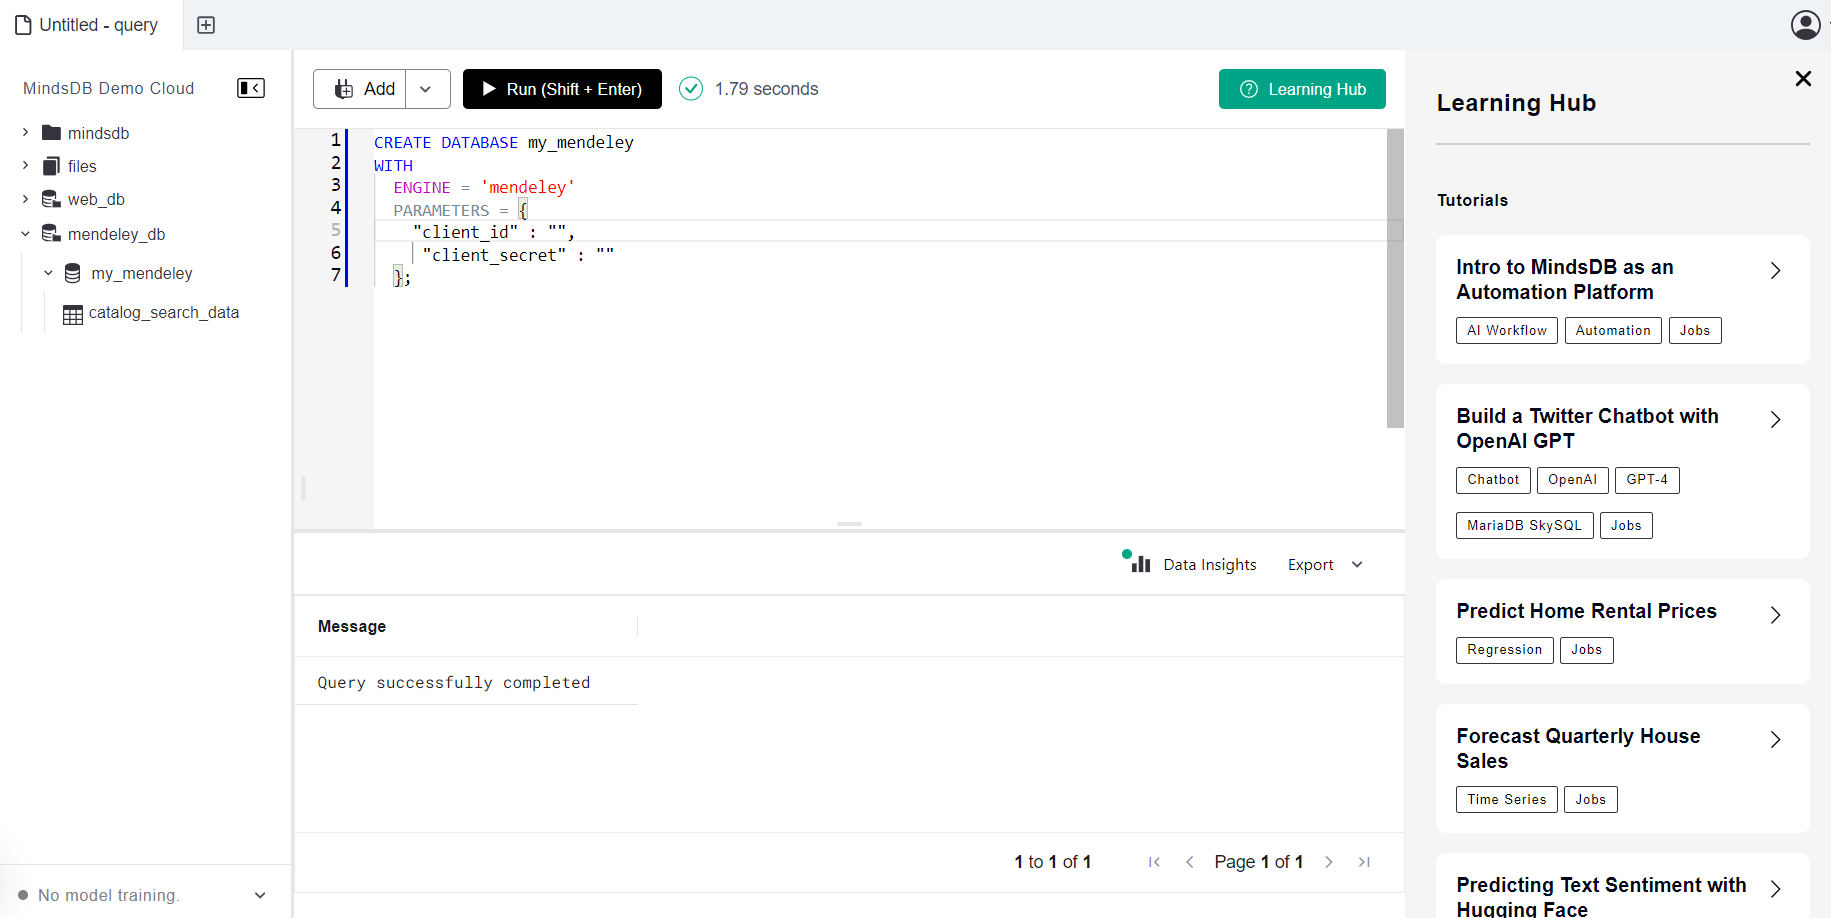 Untitled - query
MindsDB Demo Cloud
mindsdb
files
web_db
mendeley_db
my_mendeley
catalog_search_data
No model training.
Add
Run (Shift + Enter)
1.79 seconds
Learning Hub
1 CREATE DATABASE my_mendeley
2 WITH
3 ENGINE = 'mendeley'
4 PARAMETERS = {
5 "client_id" : "",
6 "client_secret" : ""
7 };
Data Insights
Export
Message
Query successfully completed
1 to 1 of 1
Page 1 of 1
Learning Hub
Tutorials
Intro to MindsDB as an
Automation Platform
AI Workflow Automation Jobs
Build a Twitter Chatbot with
OpenAI GPT
Chatbot OpenAI GPT-4
MariaDB SkySQL Jobs
Predict Home Rental Prices
Regression Jobs
Forecast Quarterly House
Sales
Time Series Jobs
Predicting Text Sentiment with
Hugging Face